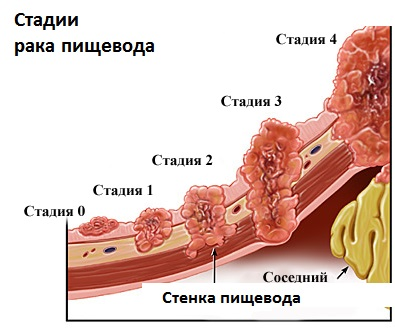 Стадии
рака пищевода
Стадия 4
Стадия 3
Стадия 2
Стадия 1
Стадия 0
Соседний
Стенка пищевода